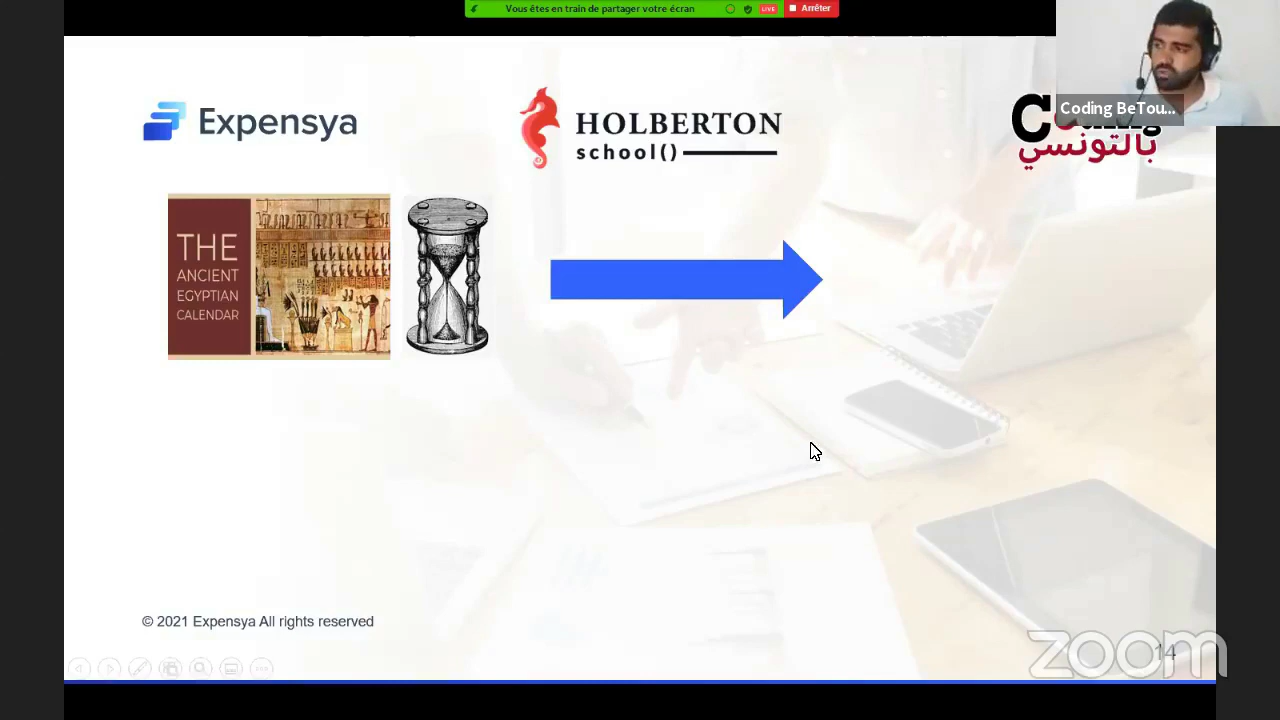 Vous êtes en train de partager votre écran
LIVE
Arrêter
Coding BeTou...
Expensya
HOLBERTON
school()
بالتونسي
THE
ANCIENT
EGYPTIAN
CALENDAR
© 2021 Expensya All rights reserved
14
zoom